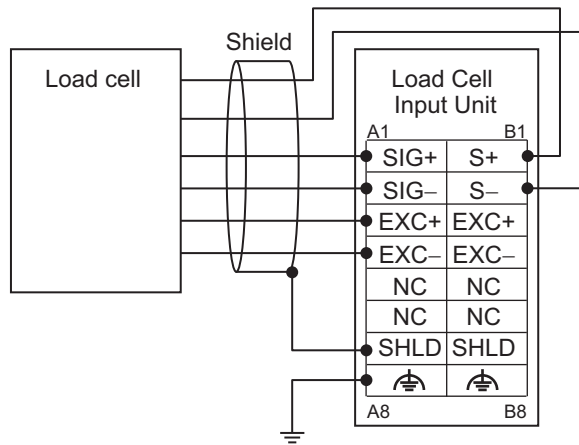 Shield
Load cell
Load Cell
Input Unit
A1 B1
SIG+ S+
SIG− S−
EXC+ EXC+
EXC− EXC−
NC NC
NC NC
SHLD SHLD
A8 B8